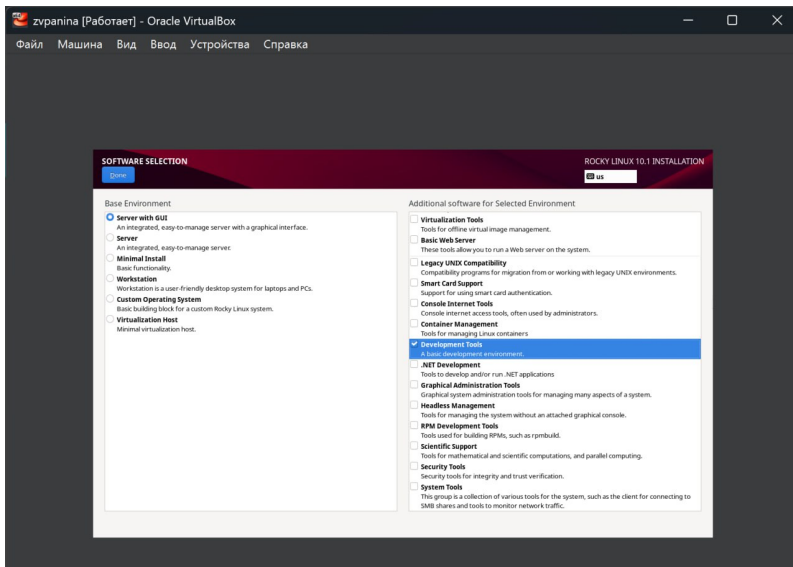 zvpanina [Работает] - Oracle VirtualBox
Файл Машина Вид Ввод Устройства Справка
SOFTWARE SELECTION
ROCKY LINUX 10.1 INSTALLATION
Done
us
Base Environment
Server with GUI
An integrated, easy-to-manage server with a graphical interface.
Server
An integrated, easy-to-manage server.
Minimal Install
Basic functionality.
Workstation
Workstation is a user-friendly desktop system for laptops and PCs.
Custom Operating System
Basic building block for a custom Rocky Linux system.
Virtualization Host
Minimal virtualization host.
Additional software for Selected Environment
Virtualization Tools
Tools for offline virtual image management.
Basic Web Server
These tools allow you to run a Web server on the system.
Legacy UNIX Compatibility
Compatibility programs for migration from or working with legacy UNIX environments.
Smart Card Support
Support for using smart card authentication.
Console Internet Tools
Console internet access tools, often used by administrators.
Container Management
Tools for managing Linux containers
Development Tools
A basic development environment.
.NET Development
Tools to develop and/or run .NET applications
Graphical Administration Tools
Graphical system administration tools for managing many aspects of a system.
Headless Management
Tools for managing the system without an attached graphical console.
RPM Development Tools
Tools used for building RPMs, such as rpmbuild.
Scientific Support
Tools for mathematical and scientific computations, and parallel computing.
Security Tools
Security tools for integrity and trust verification.
System Tools
This group is a collection of various tools for the system, such as the client for connecting to
SMB shares and tools to monitor network traffic.